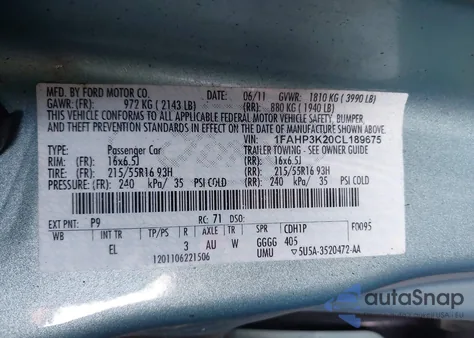 MFD. BY FORD MOTOR CO. DATE: 06/11 GVWR: 1810 KG ( 3990 LB)
GAWR: (FR): 972 KG ( 2143 LB) (RR): 880 KG ( 1940 LB)
THIS VEHICLE CONFORMS TO ALL APPLICABLE FEDERAL MOTOR VEHICLE SAFETY, BUMPER,
AND THEFT PREVENTION STANDARDS IN EFFECT ON THE DATE OF MANUFACTURE SHOWN ABOVE.
VIN: 1FAHP3K20CL189675
TYPE: Passenger Car TRAILER TOWING - SEE OWNER GUIDE
RIM: (FR) 16x6.5J (RR): 16x6.5J
TIRE: (FR) 215/55R16 93H (RR) 215/55R16 93H
PRESSURE: (FR) 240 kPa/ 35 PSI COLD (RR) 240 kPa/ 35 PSI COLD
EXT PNT: P9 RC: 71 DSO: F0095
WB INT TR TP/PS R AXLE TR SPR CDH1P
EL 3 AU W GGGG 405
1201106221506 UMU 5U5A-3520472-AA
autoSnap